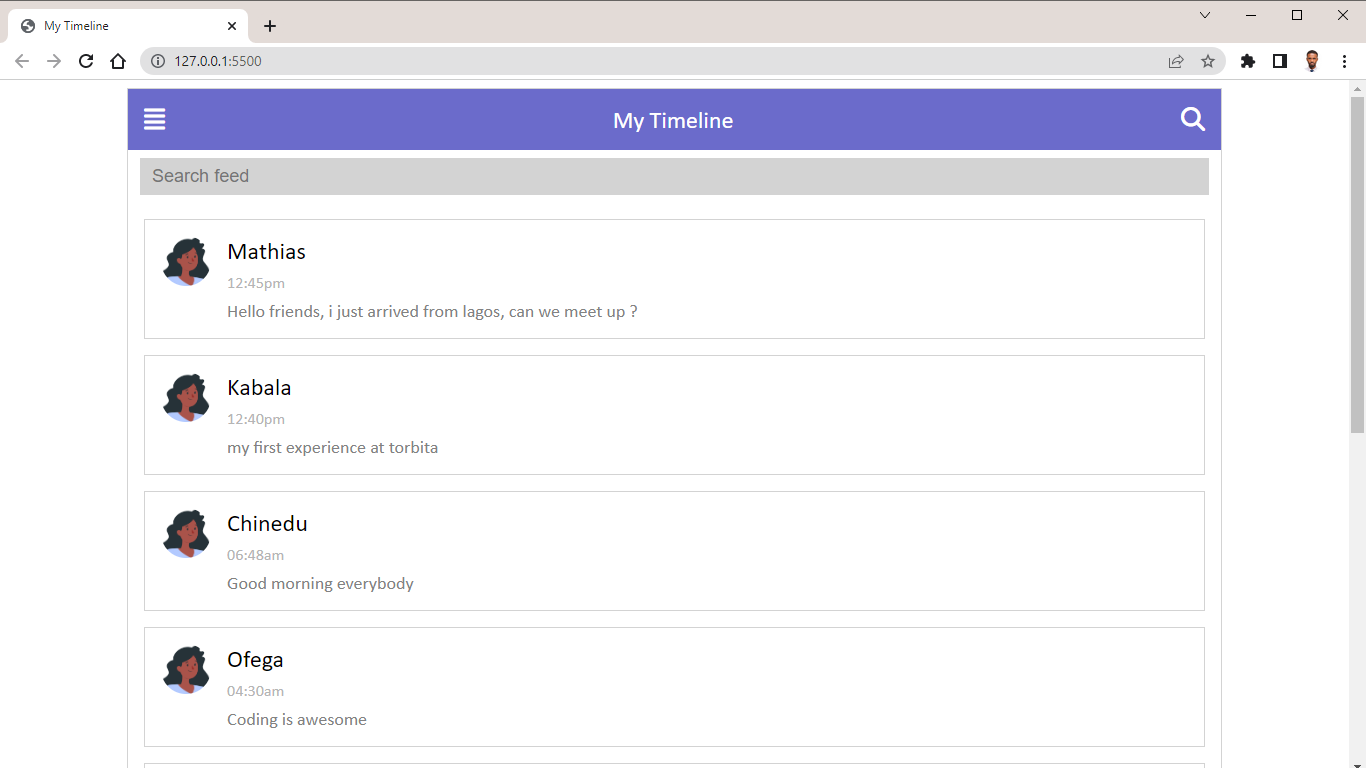 My Timeline
127.0.0.1:5500
My Timeline
Search feed
Mathias
12:45pm
Hello friends, i just arrived from lagos, can we meet up ?
Kabala
12:40pm
my first experience at torbita
Chinedu
06:48am
Good morning everybody
Ofega
04:30am
Coding is awesome